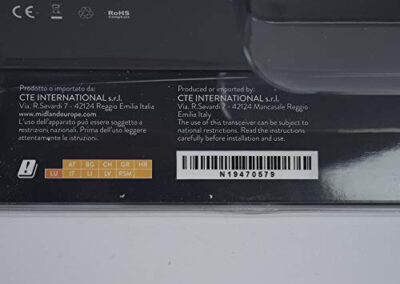 CE
RoHS
Prodotto o importato da:
CTE INTERNATIONAL s.r.l.
Via. R.Sevardi 7 - 42124 Reggio Emilia Italia
www.midlandeurope.com
L'uso dell'apparato può essere soggetto a
restrizioni nazionali. Prima dell'uso leggere
attentamente le istruzioni.
AT BG CH GR HR
LU IT LI LV RSM
Produced or imported by:
CTE INTERNATIONAL s.r.l.
Via. R.Sevardi 7 - 42124 Mancasale Reggio
Emilia Italy
The use of this transceiver can be subject to
national restrictions. Read the instructions
carefully before installation and use.
N19470579